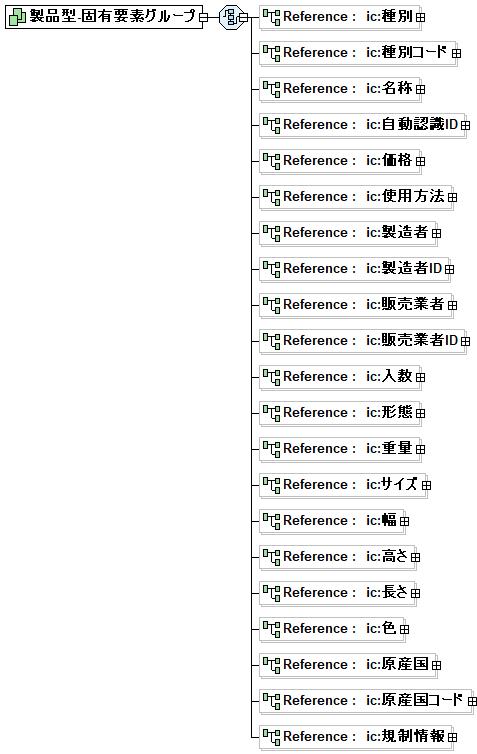 製品型-固有要素グループ
Reference : ic:種別
Reference : ic:種別コード
Reference : ic:名称
Reference : ic:自動認識ID
Reference : ic:価格
Reference : ic:使用方法
Reference : ic:製造者
Reference : ic:製造者ID
Reference : ic:販売業者
Reference : ic:販売業者ID
Reference : ic:入数
Reference : ic:形態
Reference : ic:重量
Reference : ic:サイズ
Reference : ic:幅
Reference : ic:高さ
Reference : ic:長さ
Reference : ic:色
Reference : ic:原産国
Reference : ic:原産国コード
Reference : ic:規制情報